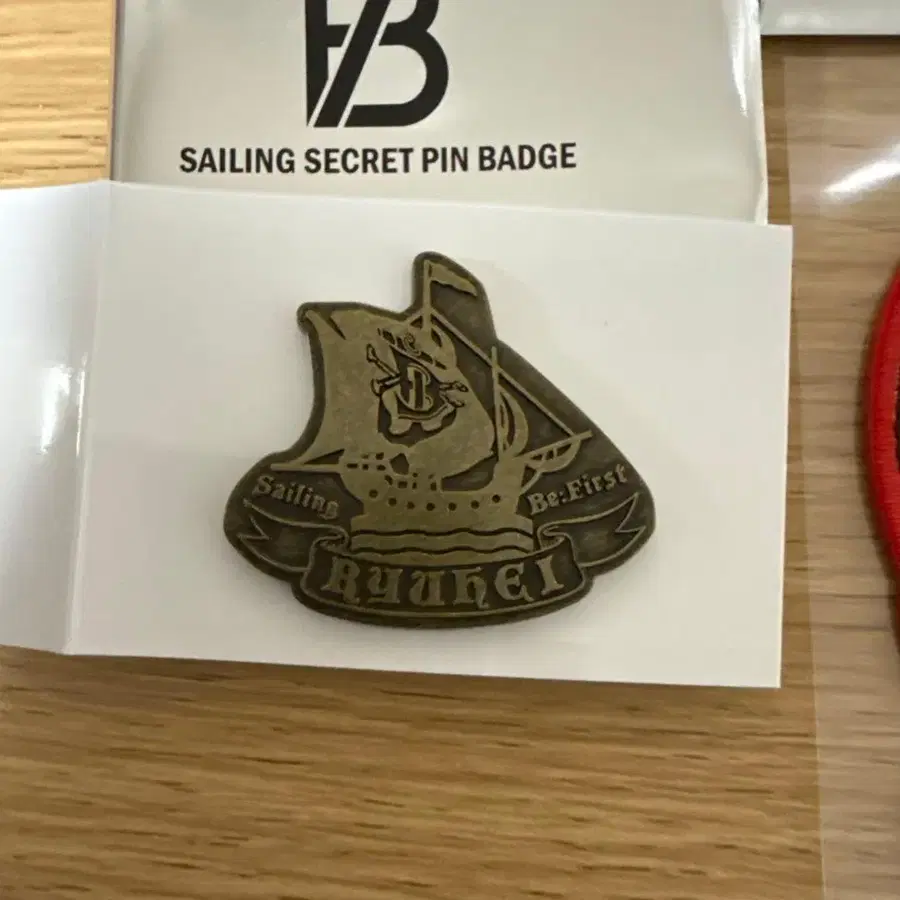 SAILING SECRET PIN BADGE
Sailing
Be:First
RYUHEI